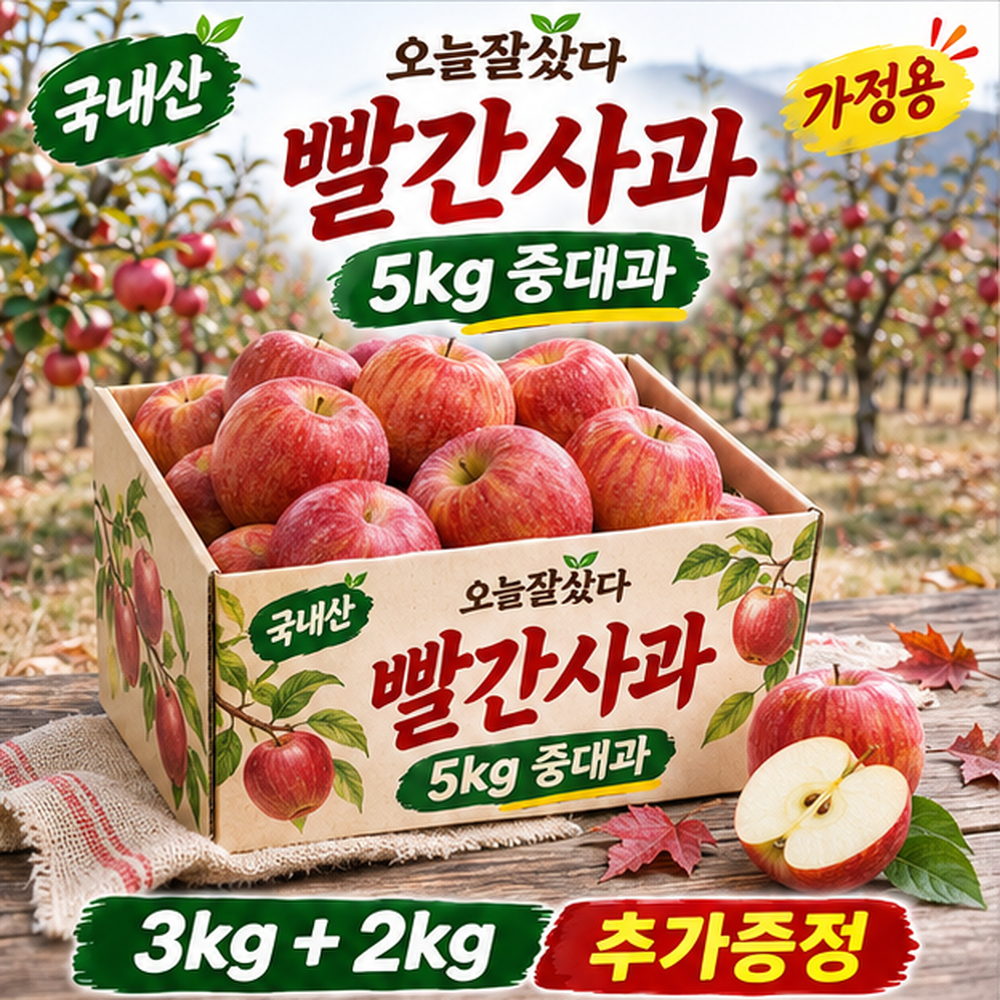 국내산
오늘잘샀다
가정용
빨간사과
5kg 중대과
국내산
오늘잘샀다
빨간사과
5kg 중대과
3kg + 2kg 추가증정